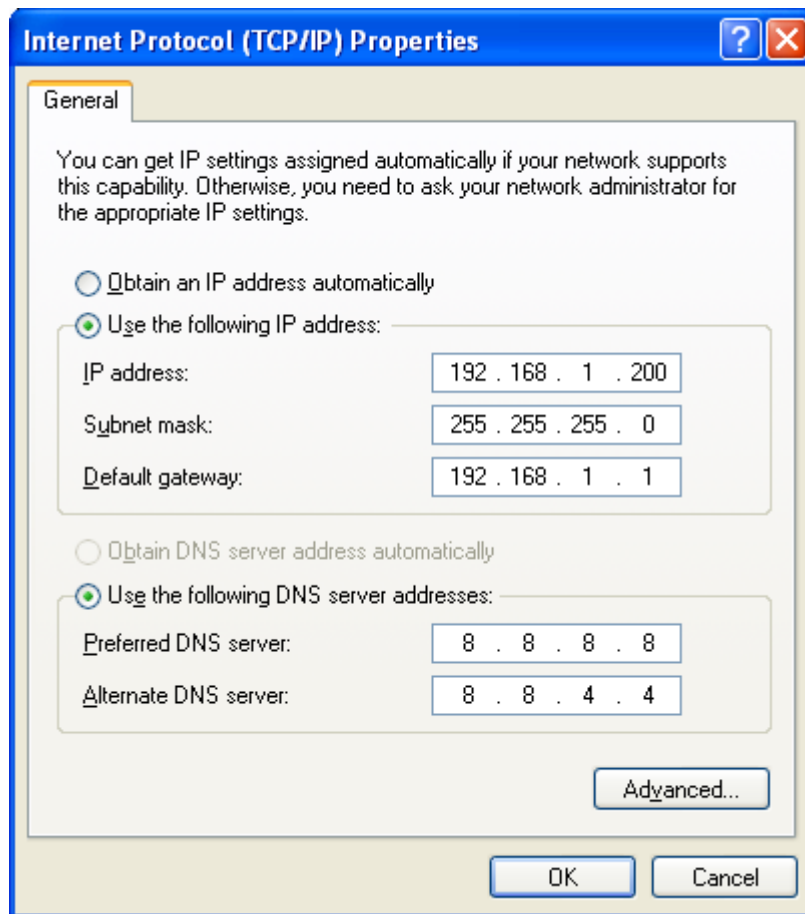 Internet Protocol (TCP/IP) Properties
General
You can get IP settings assigned automatically if your network supports
this capability. Otherwise, you need to ask your network administrator for
the appropriate IP settings.
Obtain an IP address automatically
Use the following IP address:
IP address: 192 . 168 . 1 . 200
Subnet mask: 255 . 255 . 255 . 0
Default gateway: 192 . 168 . 1 . 1
Obtain DNS server address automatically
Use the following DNS server addresses:
Preferred DNS server: 8 . 8 . 8 . 8
Alternate DNS server: 8 . 8 . 4 . 4
Advanced...
OK Cancel